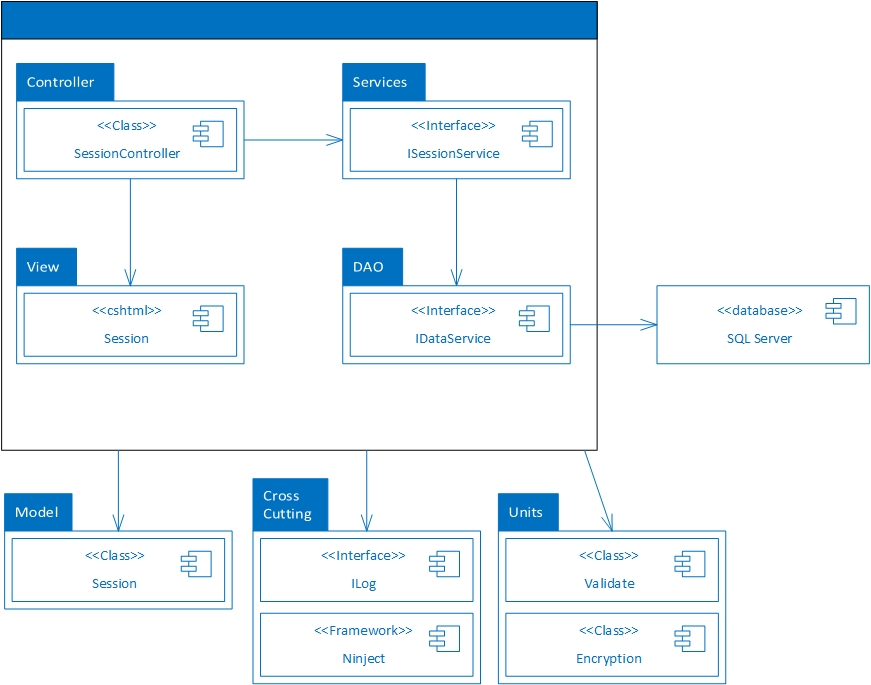 Controller
<<Class>>
SessionController
Services
<<Interface>>
ISessionService
View
<<cshtml>>
Session
DAO
<<Interface>>
IDataService
<<database>>
SQL Server
Model
<<Class>>
Session
Cross
Cutting
<<Interface>>
ILog
<<Framework>>
Ninject
Units
<<Class>>
Validate
<<Class>>
Encryption